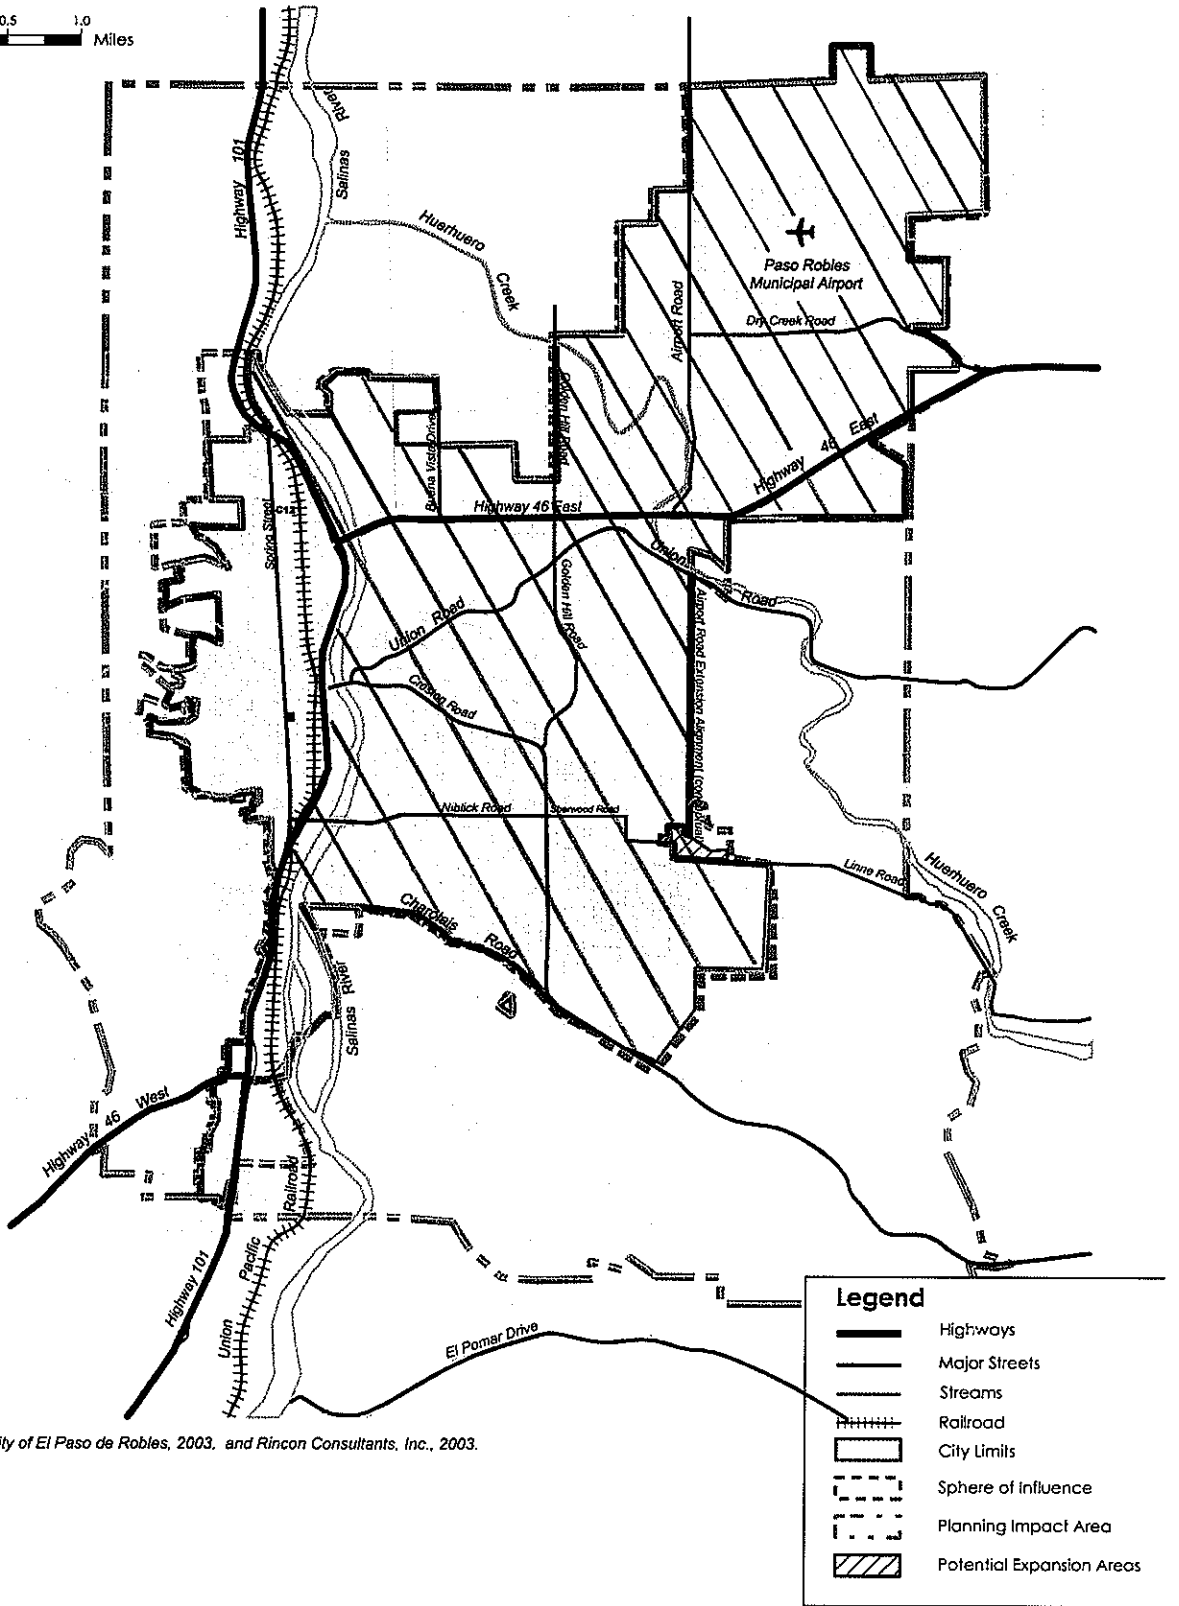 0.5 1.0
Miles
River
Salinas
Highway 101
Huerhuero
Creek
Paso Robles
Municipal Airport
Airport Road
Dry Creek Road
Golden Hill Road
Buena Vista Drive
Highway 46 East
Highway 46 East
Spring Street
Union Road
Golden Hill Road
Union Road
Creston Road
Airport Road Extension Alignment (conceptual)
Niblick Road
Sherwood Road
Linne Road
Huerhuero
Creek
Charolais
Road
Salinas River
Highway 46 West
Union Pacific Railroad
Highway 101
El Pomar Drive
ity of El Paso de Robles, 2003, and Rincon Consultants, Inc., 2003.
Legend
Highways
Major Streets
Streams
Railroad
City Limits
Sphere of Influence
Planning Impact Area
Potential Expansion Areas